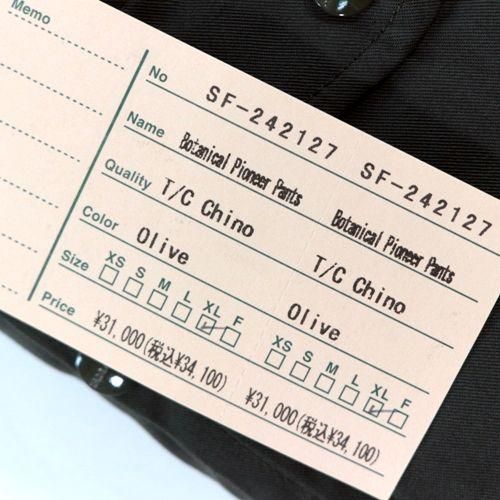 Memo
No SF-242127 SF-242127
Name Botanical Pioneer Pants Botanical Pioneer Pants
Quality T/C Chino T/C Chino
Color Olive Olive
Size XS S M L XL F XS S M L XL F
Price ¥31,000(税込¥34,100) ¥31,000(税込¥34,100)